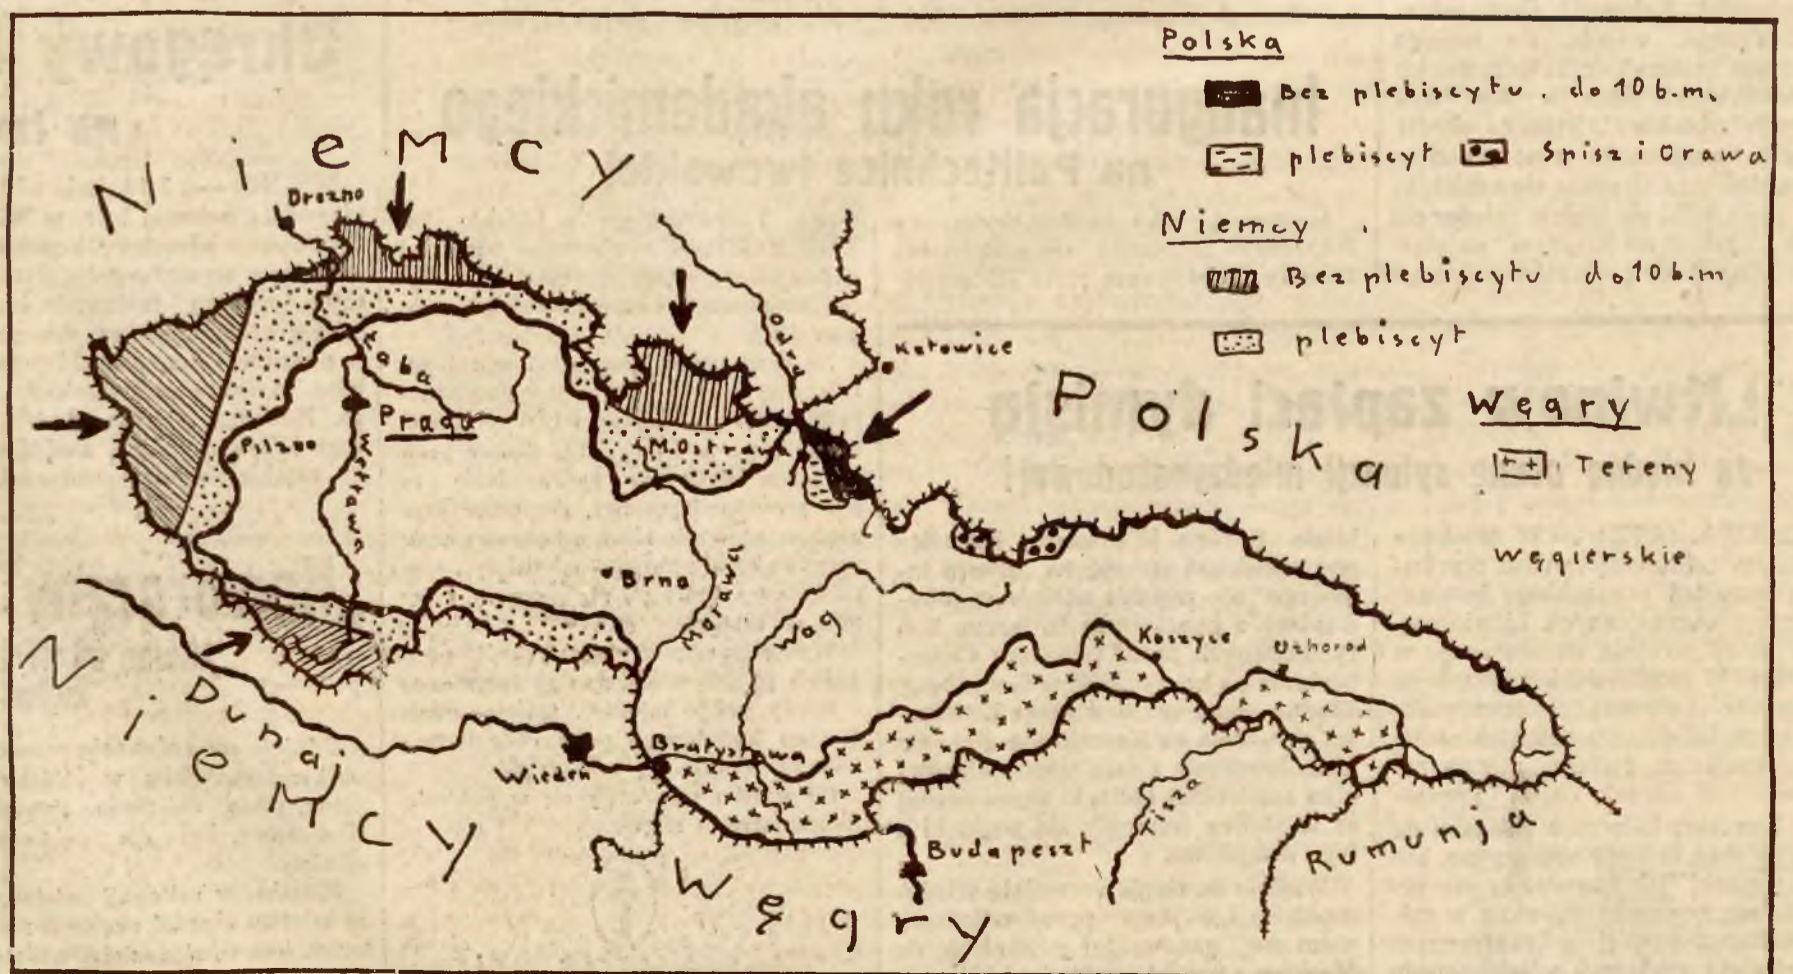 Polska
Bez plebiscytu. do 10 b.m.
plebiscyt Spisz i Orawa
Niemcy
Bez plebiscytu do 10 b.m
plebiscyt
Węgry
Tereny
Węgierskie
Niemcy
Drezno
Odra
Katowice
Polska
Łaba
Praga
Pilzno
Wełtawa
M. Ostrawa
Brno
Morawa
Wag
Koszyce
Użhorod
Niemcy
Dunaj
Wiedeń
Bratysława
Tisza
Budapeszt
Rumunja
Węgry